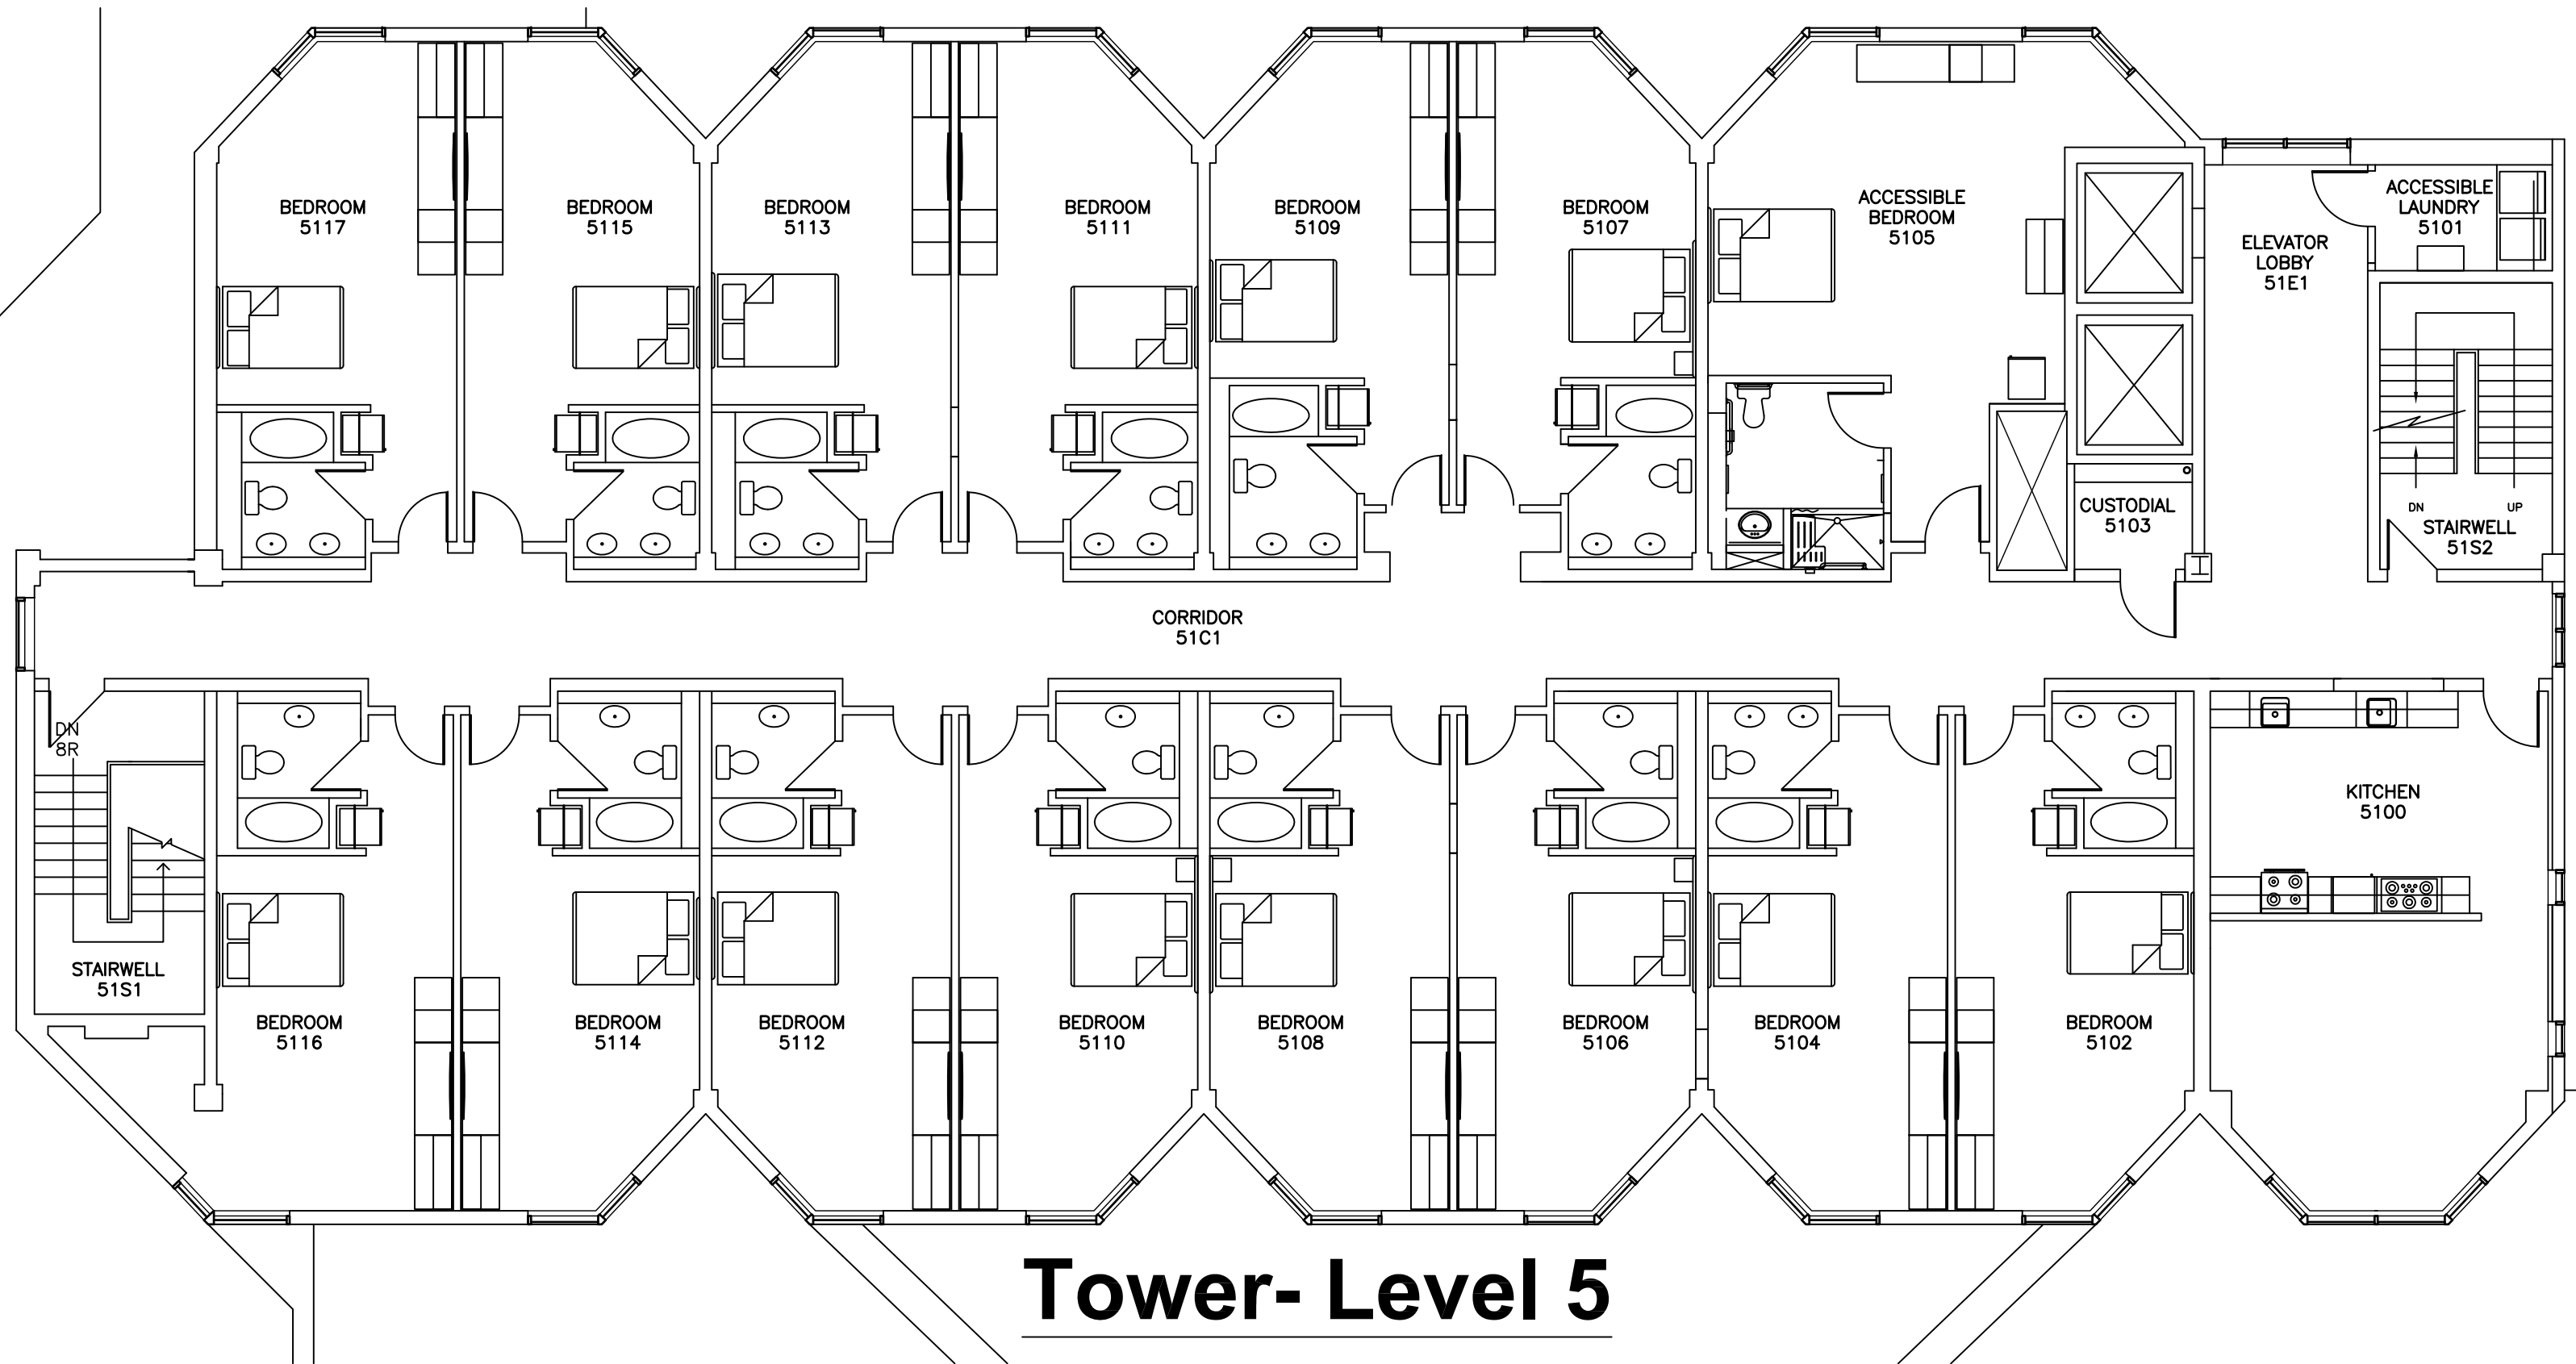 BEDROOM
5117
BEDROOM
5115
BEDROOM
5113
BEDROOM
5111
BEDROOM
5109
BEDROOM
5107
ACCESSIBLE
BEDROOM
5105
ELEVATOR
LOBBY
51E1
ACCESSIBLE
LAUNDRY
5101
CUSTODIAL
5103
DN
UP
STAIRWELL
51S2
CORRIDOR
51C1
DN
8R
STAIRWELL
51S1
BEDROOM
5116
BEDROOM
5114
BEDROOM
5112
BEDROOM
5110
BEDROOM
5108
BEDROOM
5106
BEDROOM
5104
BEDROOM
5102
KITCHEN
5100
Tower- Level 5